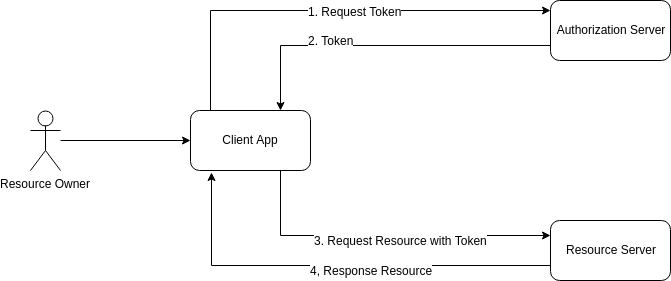 1. Request Token
Authorization Server
2. Token
Client App
Resource Owner
3. Request Resource with Token
Resource Server
4, Response Resource